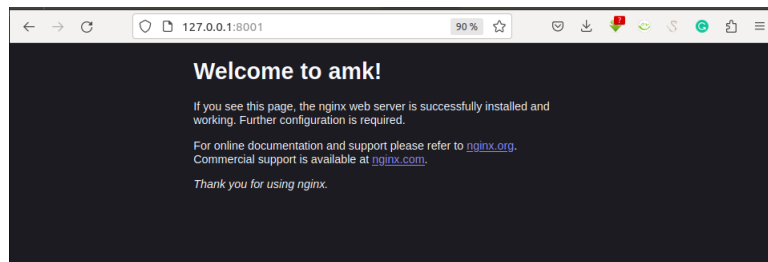 127.0.0.1:8001
90 %
Welcome to amk!
If you see this page, the nginx web server is successfully installed and
working. Further configuration is required.
For online documentation and support please refer to nginx.org.
Commercial support is available at nginx.com.
Thank you for using nginx.